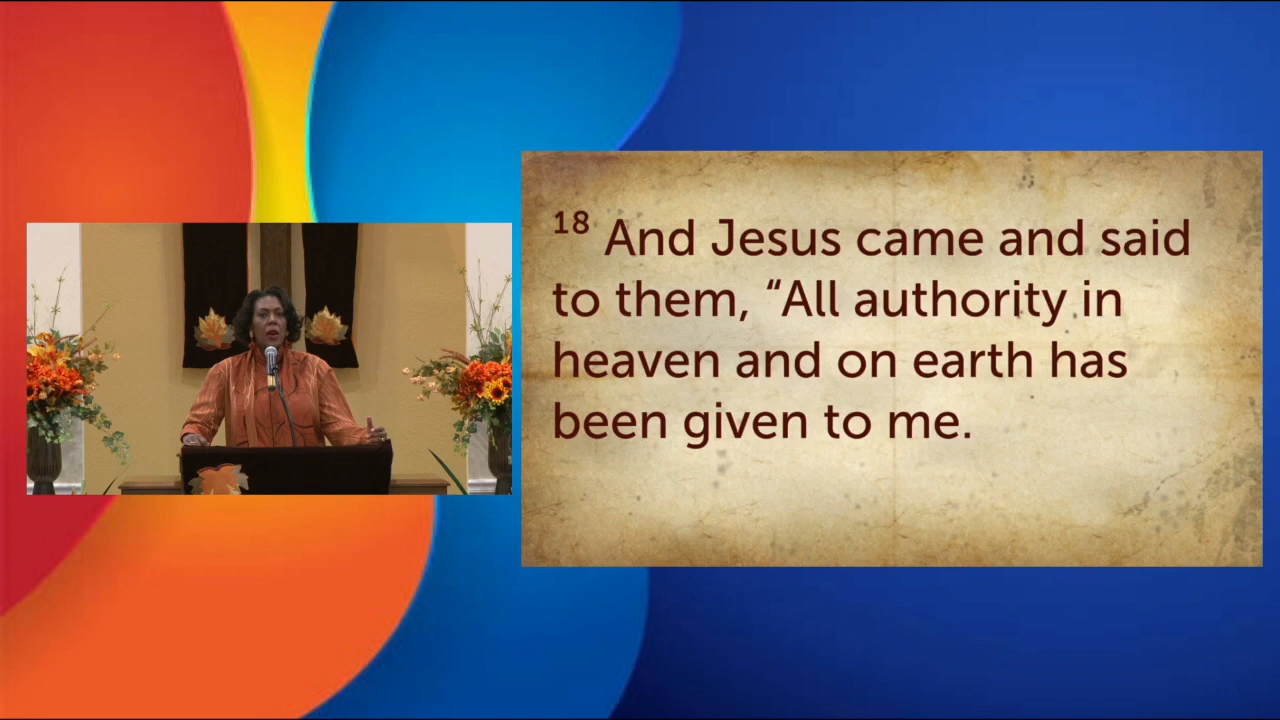 18 And Jesus came and said
to them, “All authority in
heaven and on earth has
been given to me.